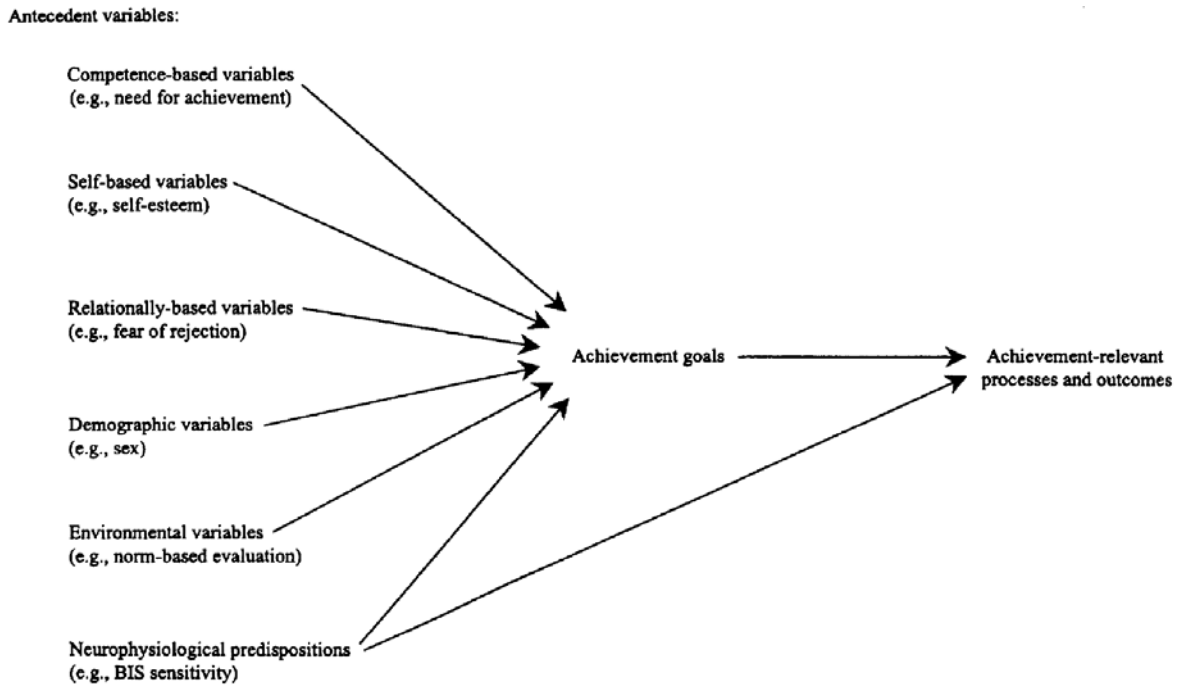 Antecedent variables:
Competence-based variables
(e.g., need for achievement)
Self-based variables
(e.g., self-esteem)
Relationally-based variables
(e.g., fear of rejection)
Achievement goals
Achievement-relevant
processes and outcomes
Demographic variables
(e.g., sex)
Environmental variables
(e.g., norm-based evaluation)
Neurophysiological predispositions
(e.g., BIS sensitivity)